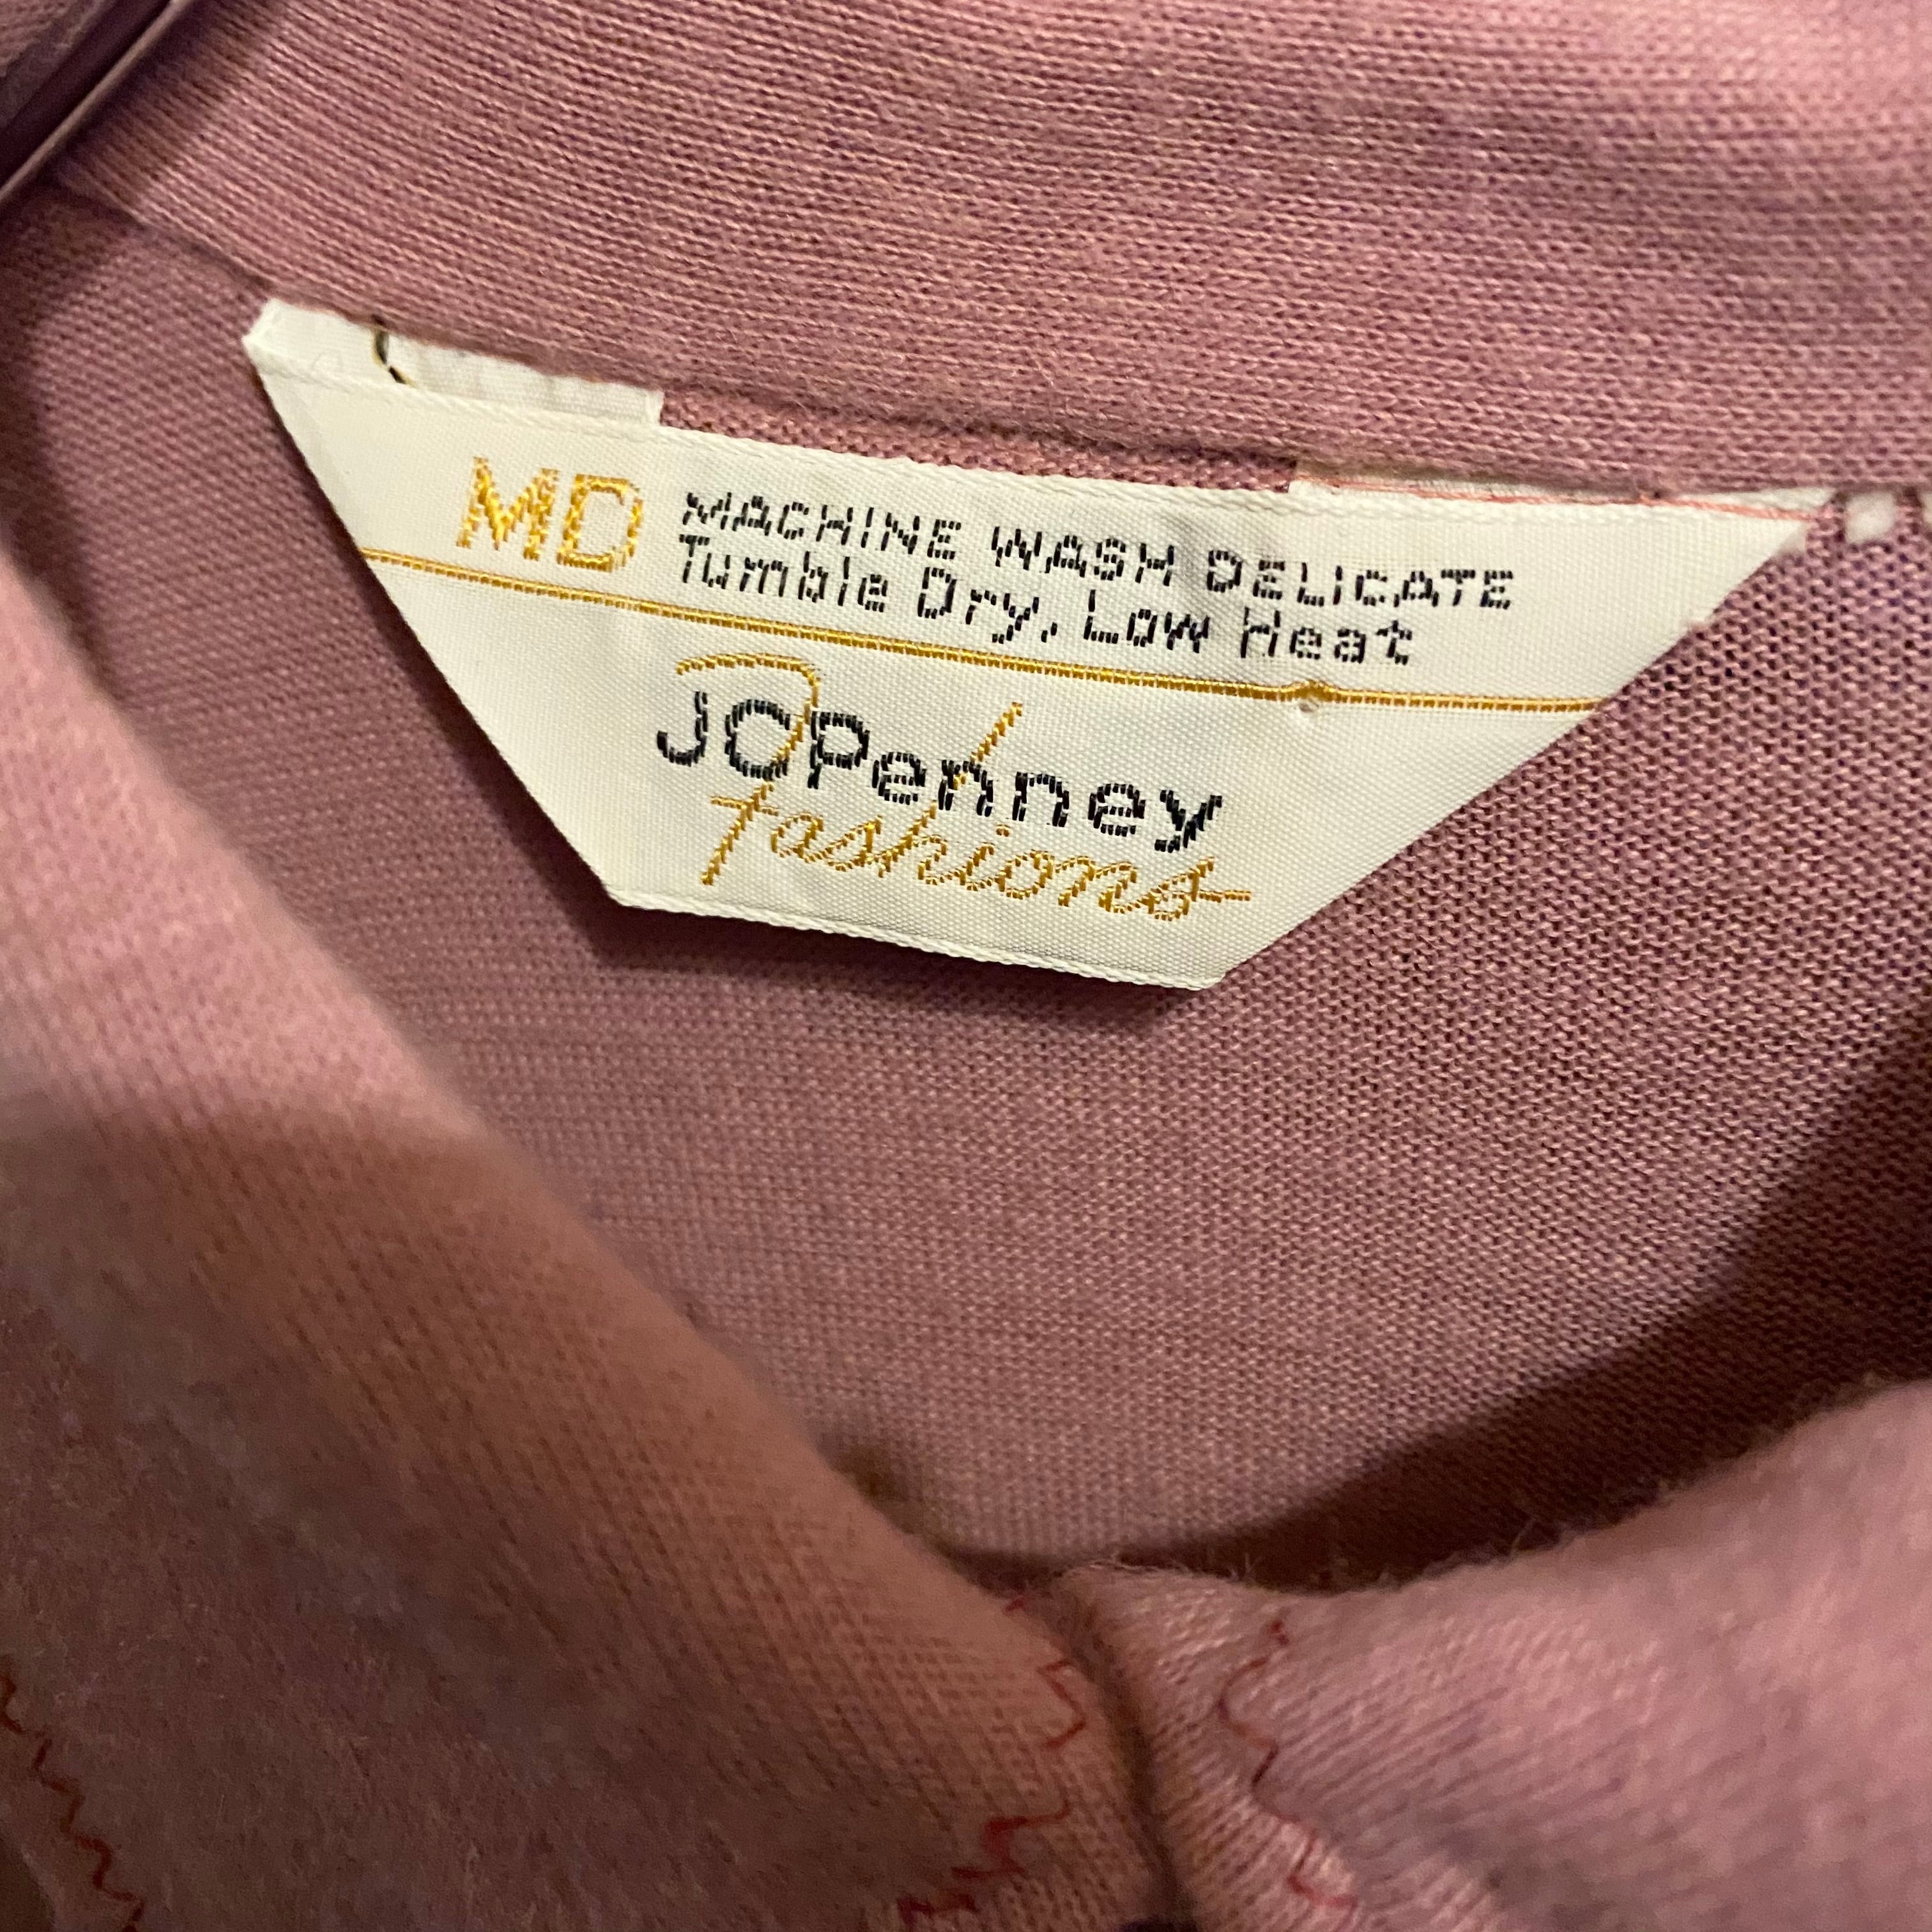 MD MACHINE WASH DELICATE
Tumble Dry, Low Heat
JCPenney
Fashions